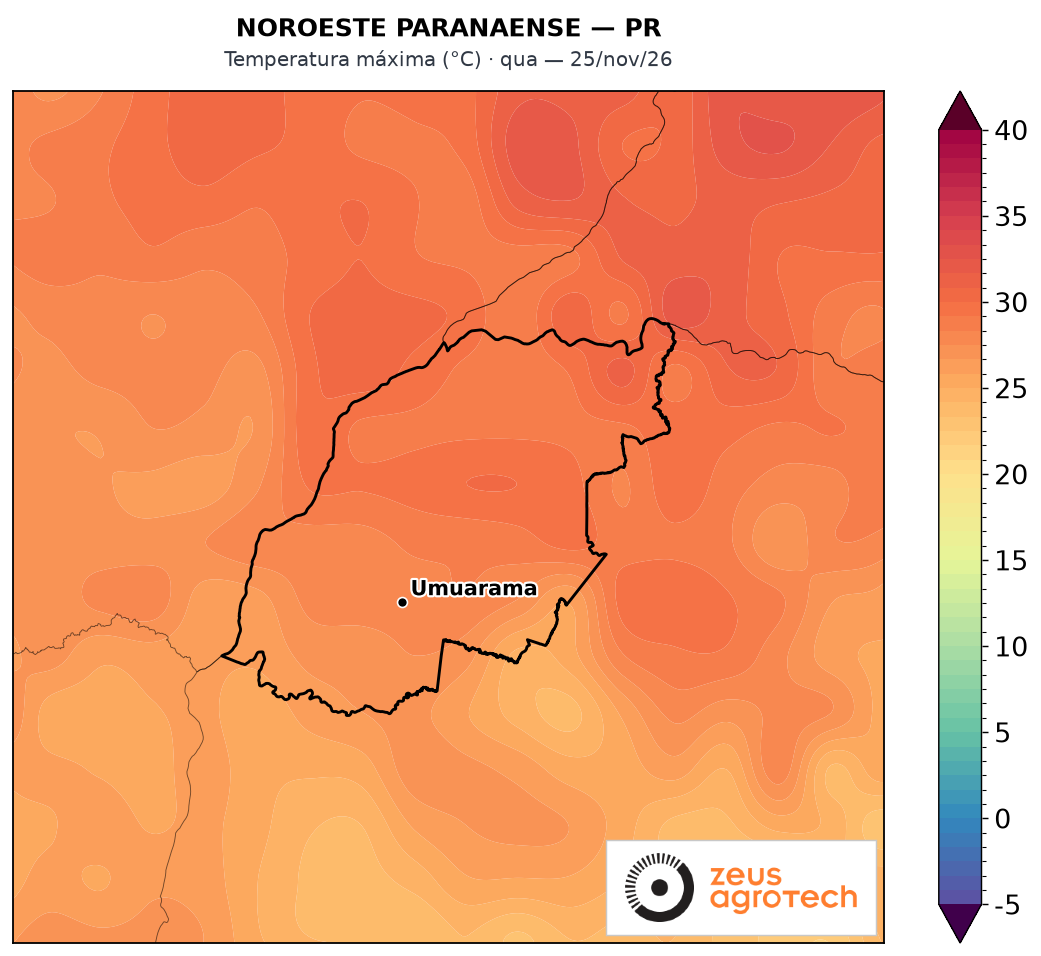 NOROESTE PARANAENSE — PR
Temperatura máxima (°C) · qua — 25/nov/26
40
35
30
25
20
15
10
5
0
-5
Umuarama
zeus
agrotech